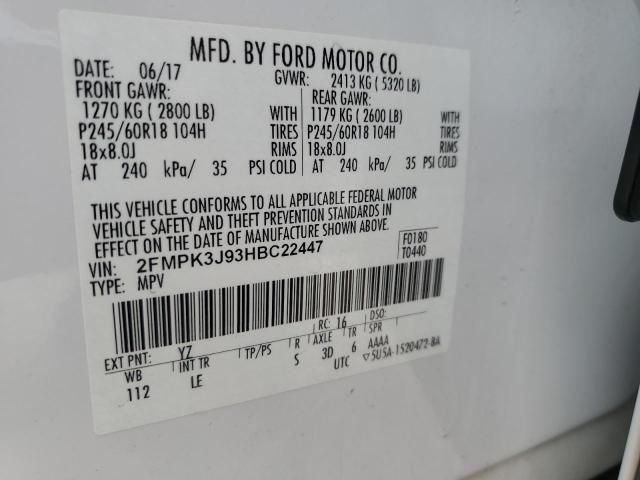 MFD. BY FORD MOTOR CO.
DATE: 06/17 GVWR: 2413 KG ( 5320 LB)
FRONT GAWR: REAR GAWR:
1270 KG ( 2800 LB) WITH 1179 KG ( 2600 LB) WITH
P245/60R18 104H TIRES P245/60R18 104H TIRES
18x8.0J RIMS 18x8.0J RIMS
AT 240 kPa/ 35 PSI COLD AT 240 kPa/ 35 PSI COLD
THIS VEHICLE CONFORMS TO ALL APPLICABLE FEDERAL MOTOR
VEHICLE SAFETY AND THEFT PREVENTION STANDARDS IN
EFFECT ON THE DATE OF MANUFACTURE SHOWN ABOVE.
VIN: 2FMPK3J93HBC22447 F0180
TYPE: MPV T0440
RC: 16 DSO:
EXT PNT: YZ TP/PS R AXLE TR SPR
WB INT TR S 3D 6 AAAA
112 LE UTC ▽5U5A-1520472-BA